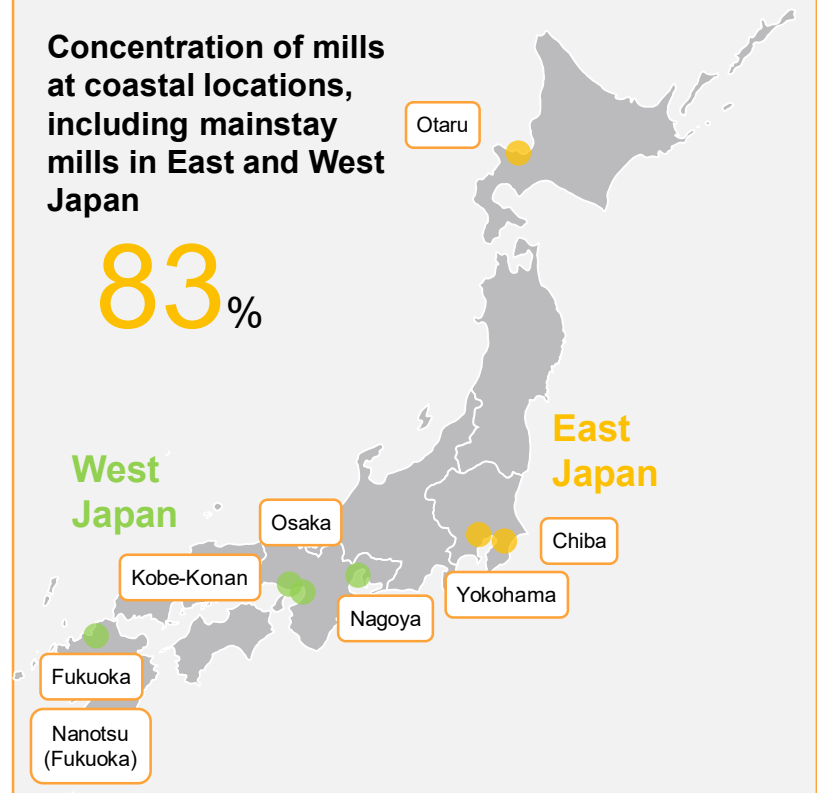 Concentration of mills
at coastal locations,
including mainstay
mills in East and West
Japan
83%
Otaru
East
Japan
West
Japan
Osaka
Chiba
Kobe-Konan
Yokohama
Nagoya
Fukuoka
Nanotsu
(Fukuoka)